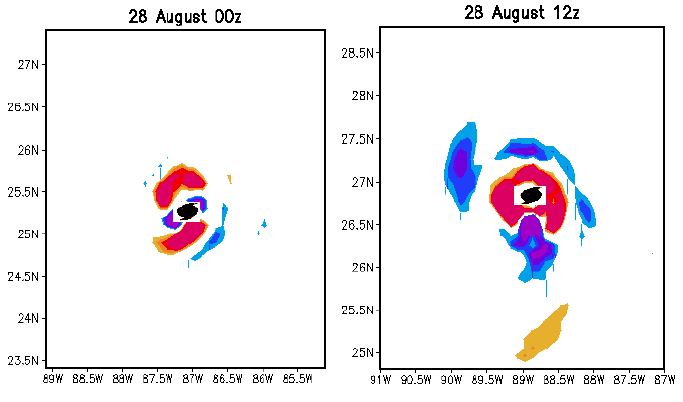 28 August 00z
27N
26.5N
26N
25.5N
25N
24.5N
24N
23.5N
89W 88.5W 88W 87.5W 87W 86.5W 86W 85.5W
28 August 12z
28.5N
28N
27.5N
27N
26.5N
26N
25.5N
25N
91W 90.5W 90W 89.5W 89W 88.5W 88W 87.5W 87W